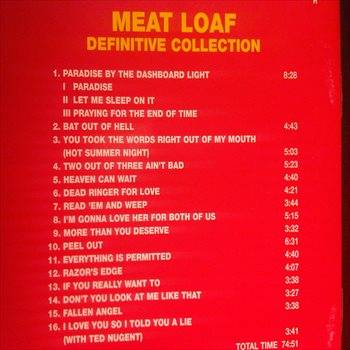 MEAT LOAF
DEFINITIVE COLLECTION
1. PARADISE BY THE DASHBOARD LIGHT 8:28
I PARADISE
II LET ME SLEEP ON IT
III PRAYING FOR THE END OF TIME
2. BAT OUT OF HELL 4:43
3. YOU TOOK THE WORDS RIGHT OUT OF MY MOUTH
(HOT SUMMER NIGHT) 5:03
4. TWO OUT OF THREE AIN'T BAD 5:23
5. HEAVEN CAN WAIT 4:40
6. DEAD RINGER FOR LOVE 4:21
7. READ 'EM AND WEEP 3:44
8. I'M GONNA LOVE HER FOR BOTH OF US 5:15
9. MORE THAN YOU DESERVE 3:32
10. PEEL OUT 6:31
11. EVERYTHING IS PERMITTED 4:40
12. RAZOR'S EDGE 4:07
13. IF YOU REALLY WANT TO 3:38
14. DON'T YOU LOOK AT ME LIKE THAT 3:27
15. FALLEN ANGEL 3:38
16. I LOVE YOU SO I TOLD YOU A LIE
(WITH TED NUGENT) 3:41
TOTAL TIME 74:51